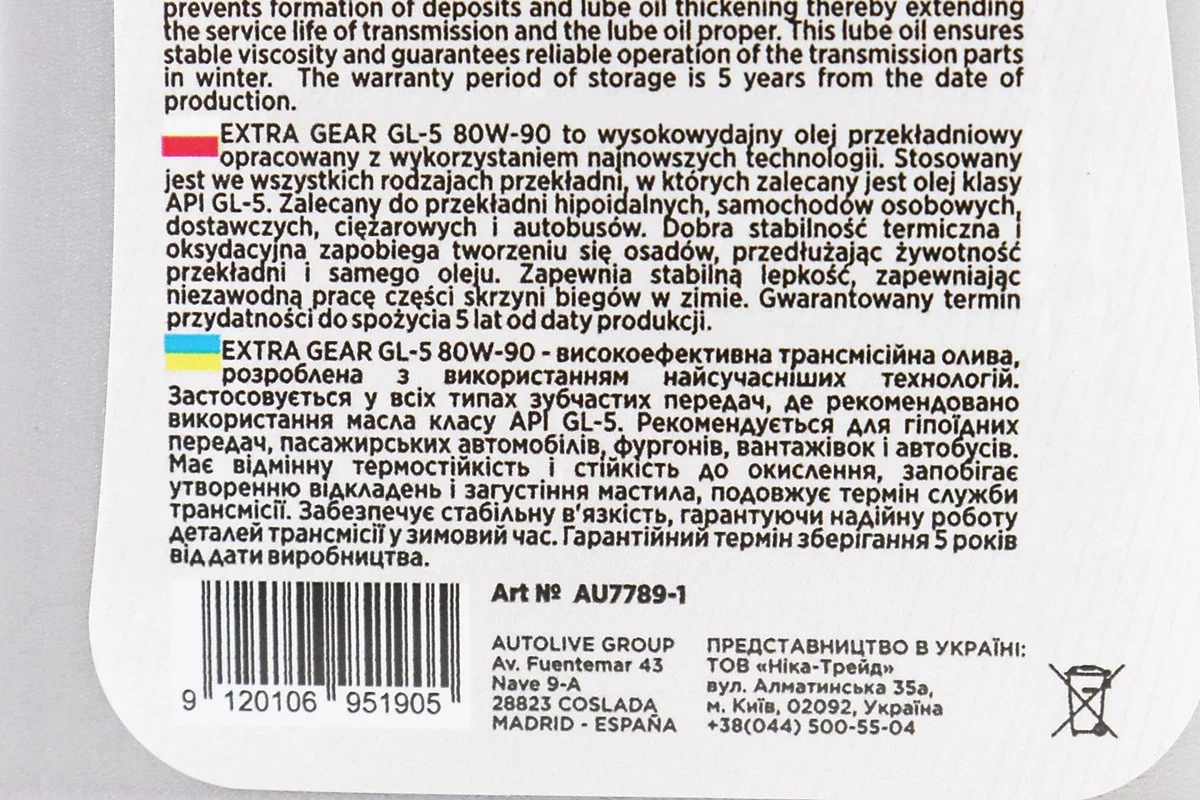 prevents formation of deposits and lube oil thickening thereby extending
the service life of transmission and the lube oil proper. This lube oil ensures
stable viscosity and guarantees reliable operation of the transmission parts
in winter. The warranty period of storage is 5 years from the date of
production.
EXTRA GEAR GL-5 80W-90 to wysokowydajny olej przekładniowy
opracowany z wykorzystaniem najnowszych technologii. Stosowany
jest we wszystkich rodzajach przekładni, w których zalecany jest olej klasy
API GL-5. Zalecany do przekładni hipoidalnych, samochodów osobowych,
dostawczych, ciężarowych i autobusów. Dobra stabilność termiczna i
oksydacyjna zapobiega tworzeniu się osadów, przedłużając żywotność
przekładni i samego oleju. Zapewnia stabilną lepkość, zapewniając
niezawodną pracę części skrzyni biegów w zimie. Gwarantowany termin
przydatności do spożycia 5 lat od daty produkcji.
EXTRA GEAR GL-5 80W-90 - високоефективна трансмісійна олива,
розроблена з використанням найсучасніших технологій.
Застосовується у всіх типах зубчастих передач, де рекомендовано
використання масла класу API GL-5. Рекомендується для гіпоїдних
передач, пасажирських автомобілів, фургонів, вантажівок і автобусів.
Має відмінну термостійкість і стійкість до окислення, запобігає
утворенню відкладень і загустіння мастила, подовжує термін служби
трансмісії. Забезпечує стабільну в'язкість, гарантуючи надійну роботу
деталей трансмісії у зимовий час. Гарантійний термін зберігання 5 років
від дати виробництва.
Art № AU7789-1
AUTOLIVE GROUP
Av. Fuentemar 43
Nave 9-A
28823 COSLADA
MADRID - ESPAÑA
ПРЕДСТАВНИЦТВО В УКРАЇНІ:
ТОВ «Ніка-Трейд»
вул. Алматинська 35а,
м. Київ, 02092, Україна
+38(044) 500-55-04
9 120106 951905